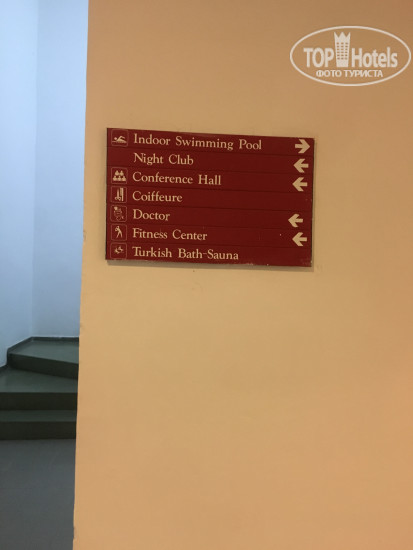 TOP Hotels
ФОТО ТУРИСТА
Indoor Swimming Pool
Night Club
Conference Hall
Coiffeure
Doctor
Fitness Center
Turkish Bath-Sauna